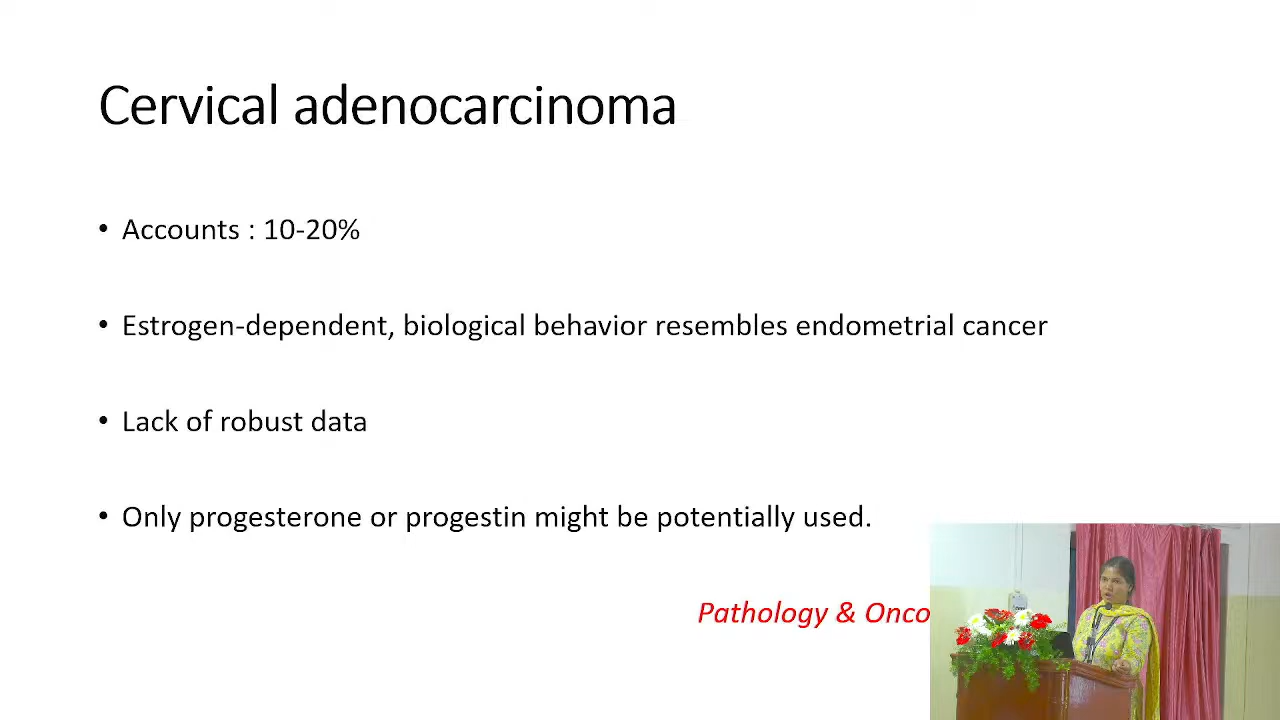 Cervical adenocarcinoma
• Accounts : 10-20%
• Estrogen-dependent, biological behavior resembles endometrial cancer
• Lack of robust data
• Only progesterone or progestin might be potentially used.
Pathology & Onco